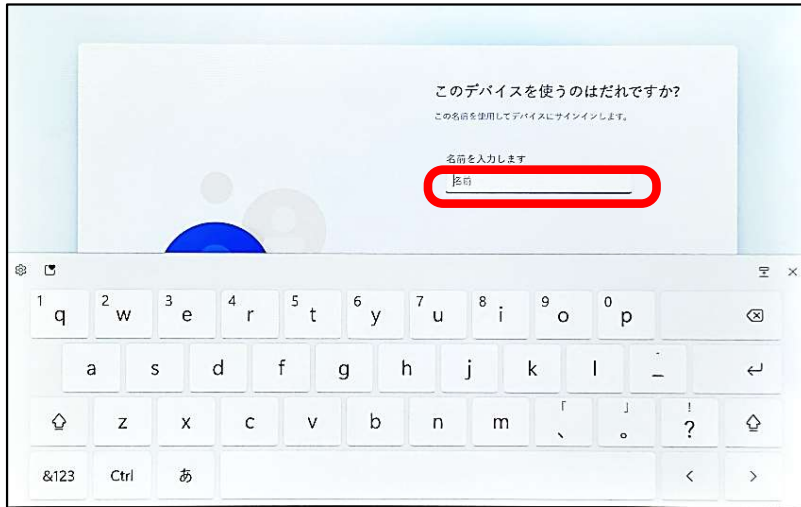 このデバイスを使うのはだれですか?
この名前を使用してデバイスにサインインします。
名前を入力します
名前
1 2 3 4 5 6 7 8 9 0
q w e r t y u i o p
a s d f g h j k l -
z x c v b n m 、 。 ?
「 」 !
&123 Ctrl あ < >